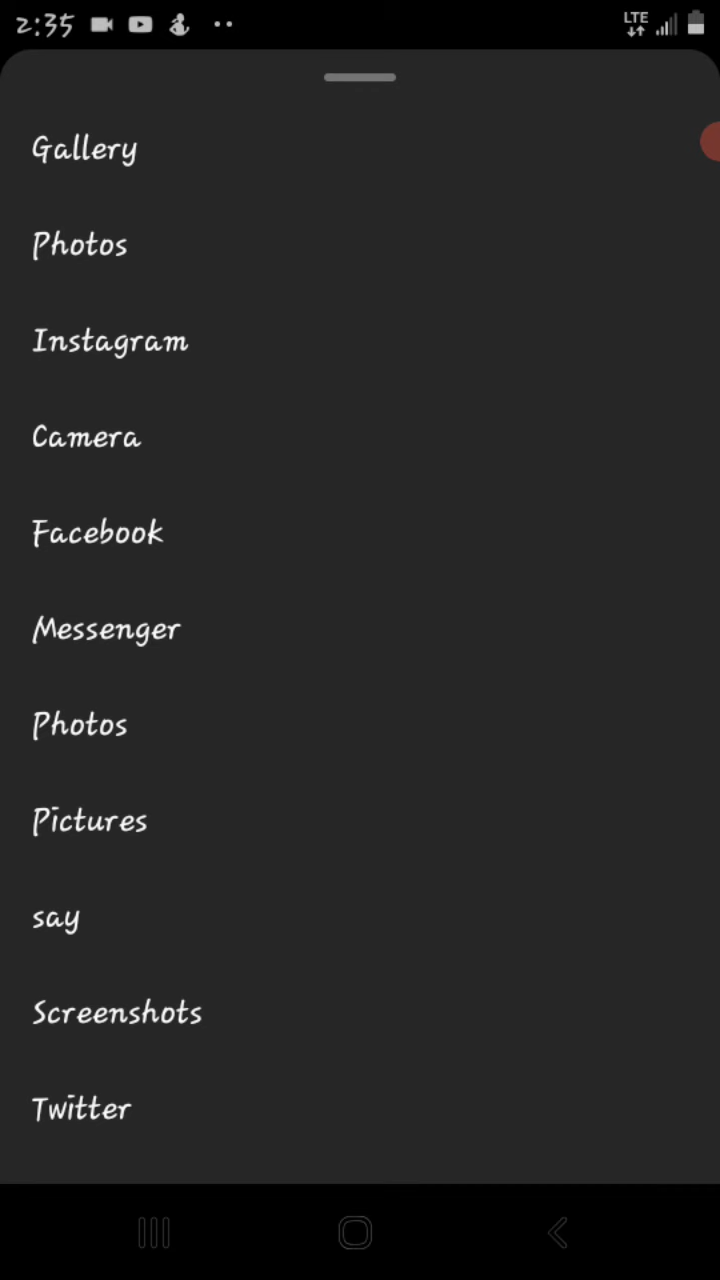 2:35
LTE
Gallery
Photos
Instagram
Camera
Facebook
Messenger
Photos
Pictures
say
Screenshots
Twitter